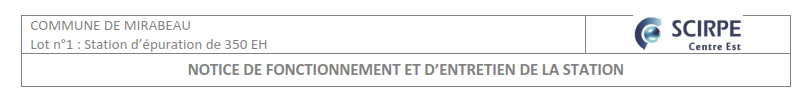 COMMUNE DE MIRABEAU
Lot n°1 : Station d’épuration de 350 EH
SCIRPE
Centre Est
NOTICE DE FONCTIONNEMENT ET D’ENTRETIEN DE LA STATION